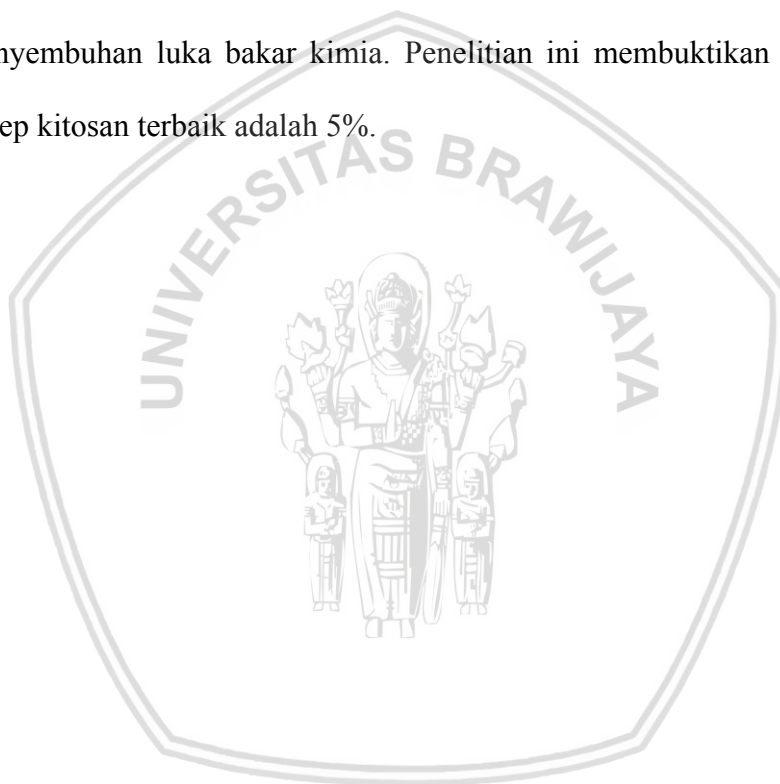 nyembuhan luka bakar kimia. Penelitian ini membuktikan
ep kitosan terbaik adalah 5%.
UNIVERSITAS BRAWIJAYA